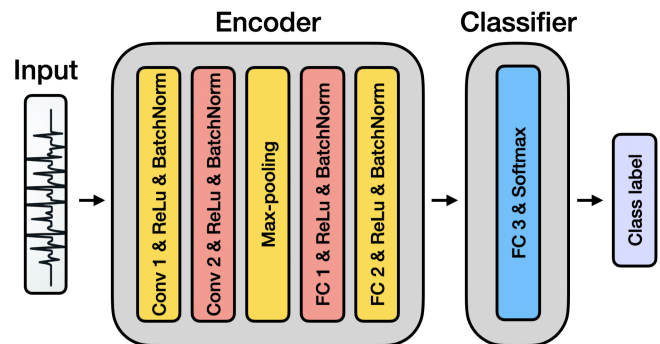 Encoder
Classifier
Input
Conv 1 & ReLu & BatchNorm
Conv 2 & ReLu & BatchNorm
Max-pooling
FC 1 & ReLu & BatchNorm
FC 2 & ReLu & BatchNorm
FC 3 & Softmax
Class label